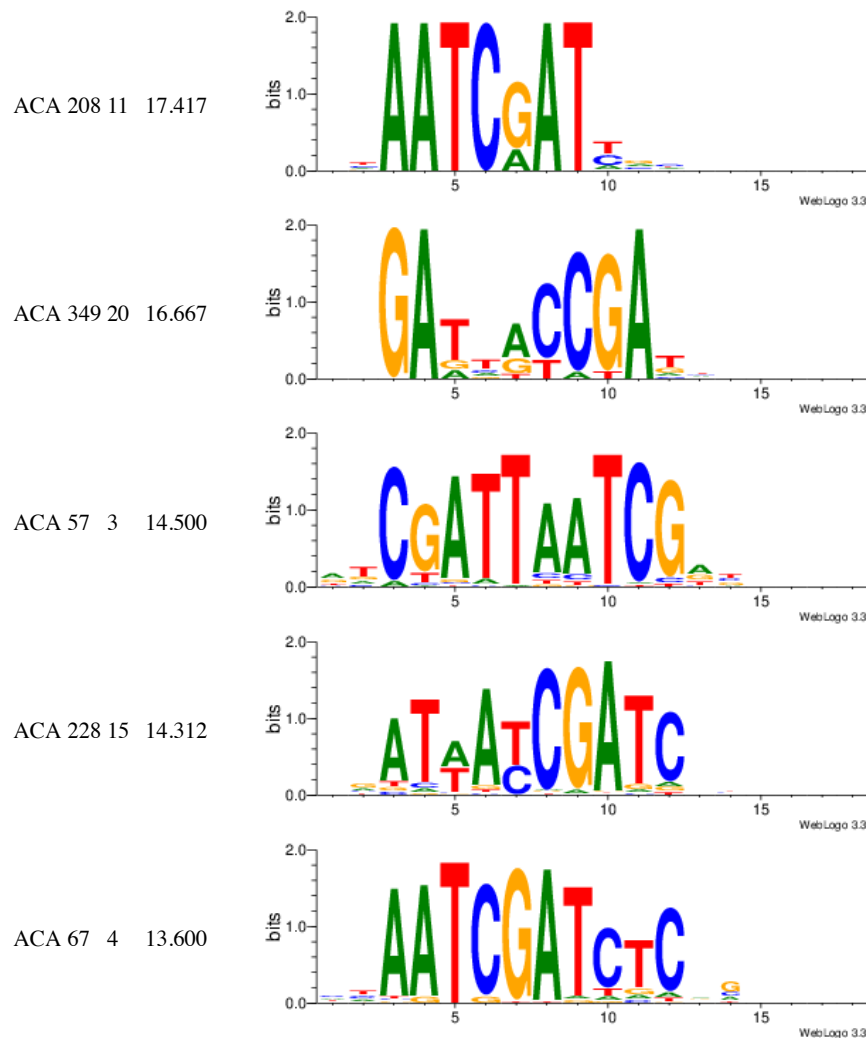 2.0
1.0
0.0
bits
AATCGAT
A
T
C
5
10
15
ACA 208 11 17.417
WebLogo 3.3
2.0
1.0
0.0
bits
GATTACCGAT
G
A
T
5
10
15
ACA 349 20 16.667
WebLogo 3.3
2.0
1.0
0.0
bits
ATCGATTAATCGAT
5
10
15
ACA 57 3 14.500
WebLogo 3.3
2.0
1.0
0.0
bits
ATAATCGATC
T
C
5
10
15
ACA 228 15 14.312
WebLogo 3.3
2.0
1.0
0.0
bits
AATCGATCTC
G
5
10
15
ACA 67 4 13.600
WebLogo 3.3